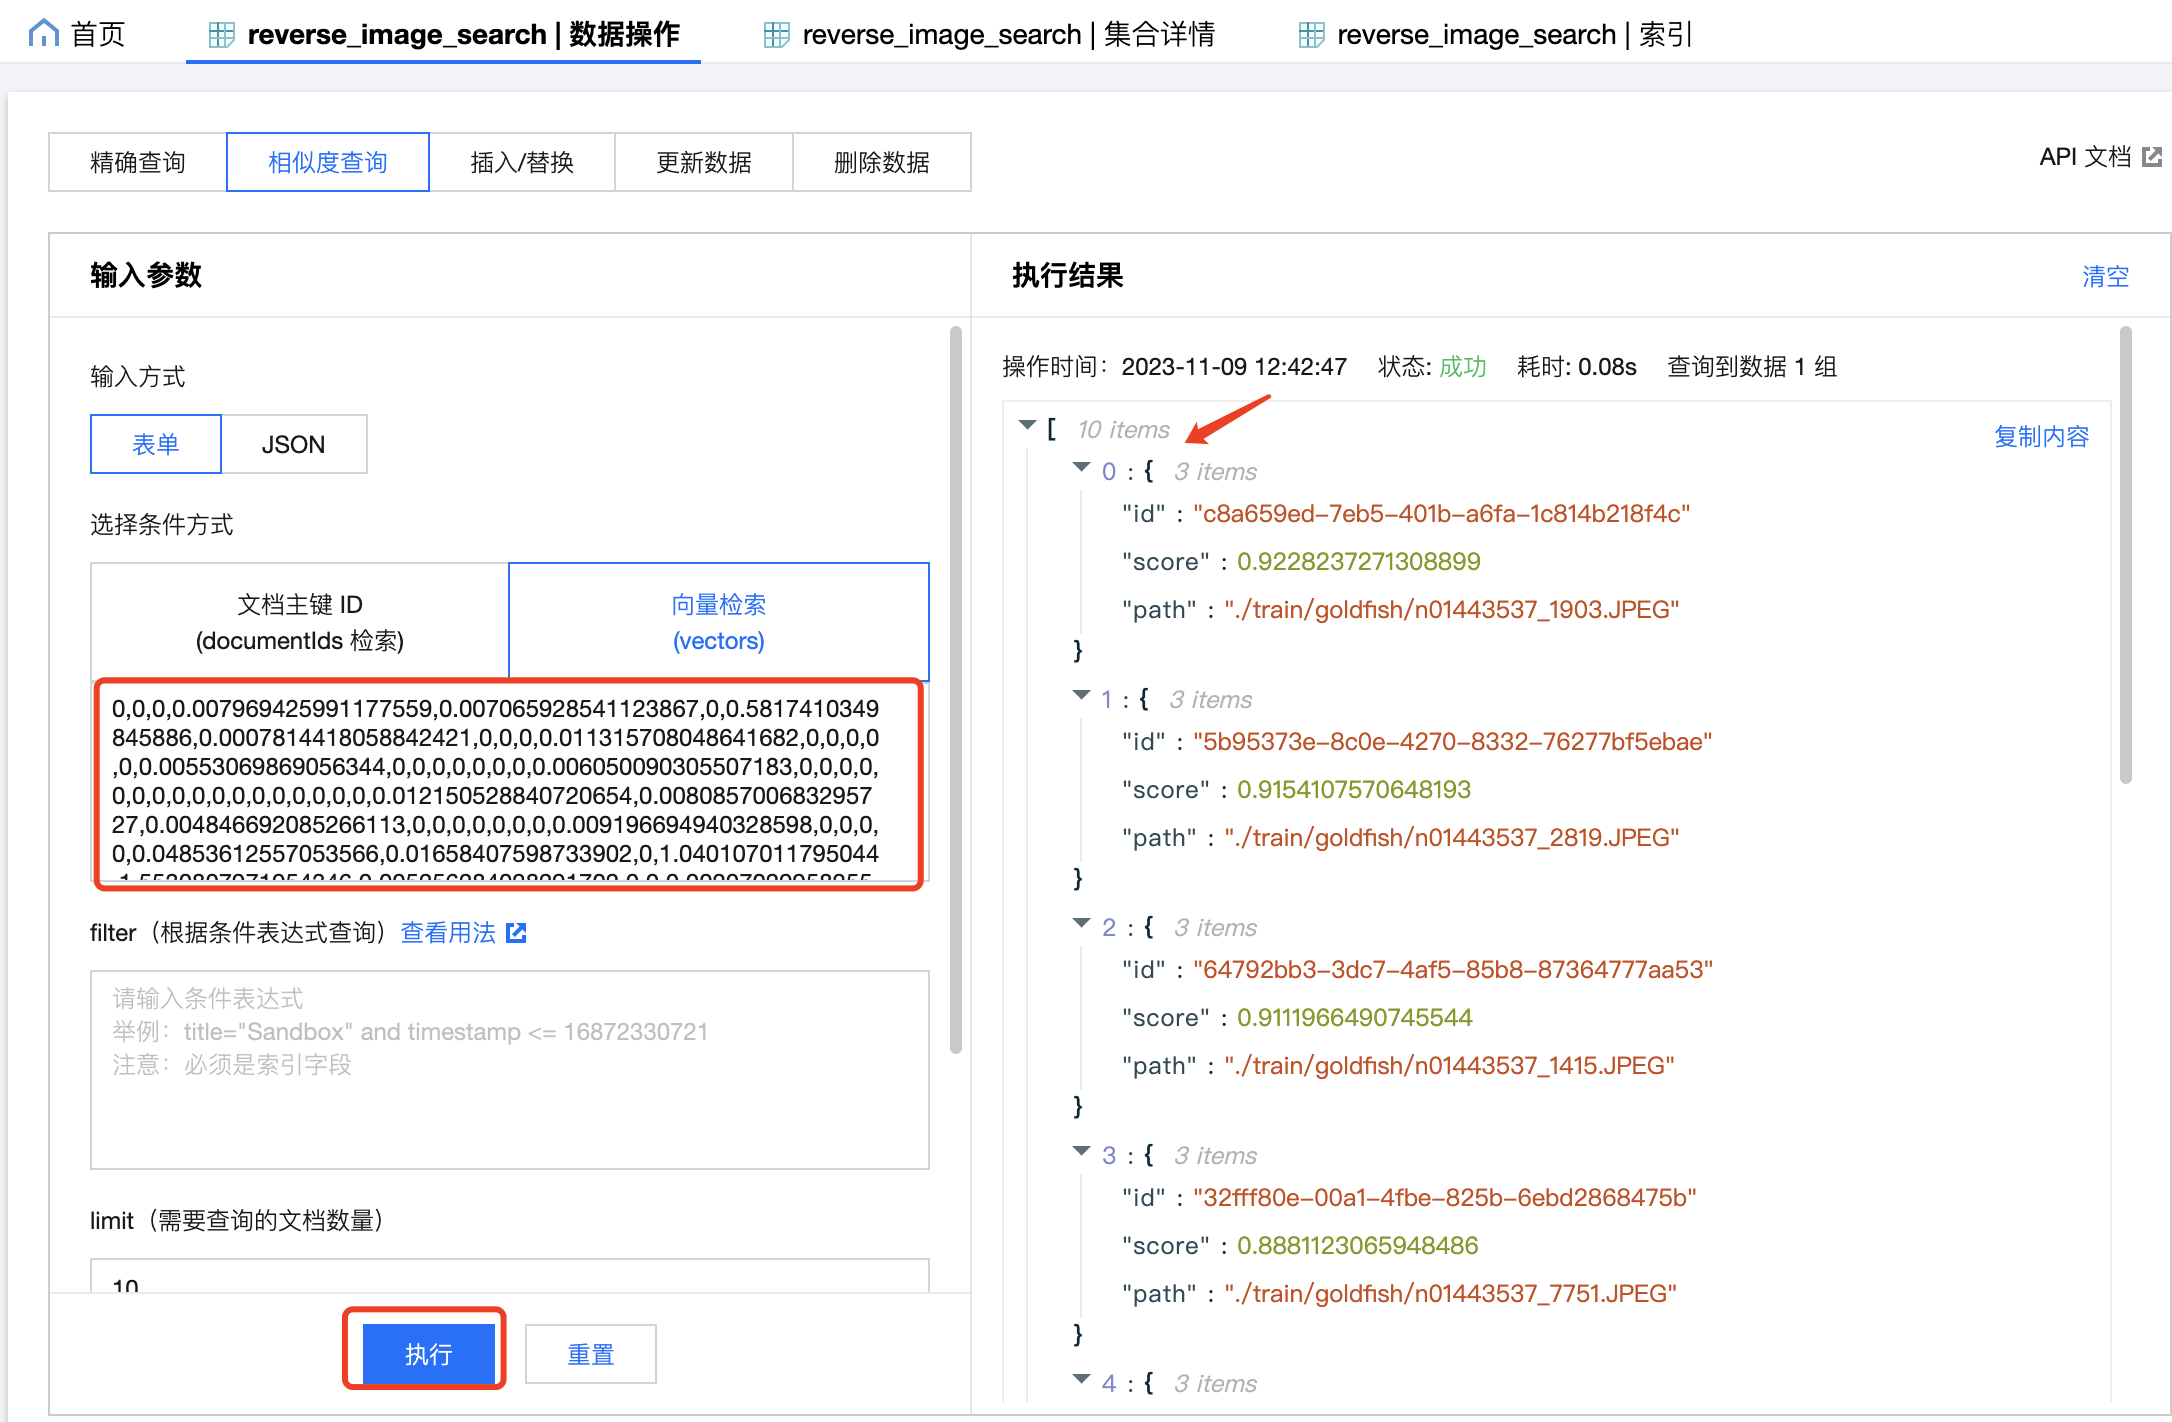 首页
reverse_image_search | 数据操作
reverse_image_search | 集合详情
reverse_image_search | 索引
精确查询
相似度查询
插入/替换
更新数据
删除数据
API 文档
输入参数
输入方式
表单
JSON
选择条件方式
文档主键 ID
(documentIds 检索)
向量检索
(vectors)
0,0,0,0.007969425991177559,0.007065928541123867,0,0.5817410349
845886,0.0007814418058842421,0,0,0,0.011315708048641682,0,0,0,0
,0,0.00553069869056344,0,0,0,0,0,0,0,0.006050090305507183,0,0,0,0,
0,0,0,0,0,0,0,0,0,0,0,0,0,0.012150528840720654,0.0080857006832957
27,0.004846692085266113,0,0,0,0,0,0,0,0.009196694940328598,0,0,0,
0,0.04853612557053566,0.01658407598733902,0,1.040107011795044
filter（根据条件表达式查询） 查看用法
请输入条件表达式
举例：title="Sandbox" and timestamp <= 16872330721
注意：必须是索引字段
limit（需要查询的文档数量）
10
执行
重置
执行结果
清空
操作时间：2023-11-09 12:42:47 状态: 成功 耗时: 0.08s 查询到数据 1 组
复制内容
[ 10 items
0 : { 3 items
"id" : "c8a659ed-7eb5-401b-a6fa-1c814b218f4c"
"score" : 0.9228237271308899
"path" : "./train/goldfish/n01443537_1903.JPEG"
}
1 : { 3 items
"id" : "5b95373e-8c0e-4270-8332-76277bf5ebae"
"score" : 0.9154107570648193
"path" : "./train/goldfish/n01443537_2819.JPEG"
}
2 : { 3 items
"id" : "64792bb3-3dc7-4af5-85b8-87364777aa53"
"score" : 0.9111966490745544
"path" : "./train/goldfish/n01443537_1415.JPEG"
}
3 : { 3 items
"id" : "32fff80e-00a1-4fbe-825b-6ebd2868475b"
"score" : 0.8881123065948486
"path" : "./train/goldfish/n01443537_7751.JPEG"
}
4 : { 3 items